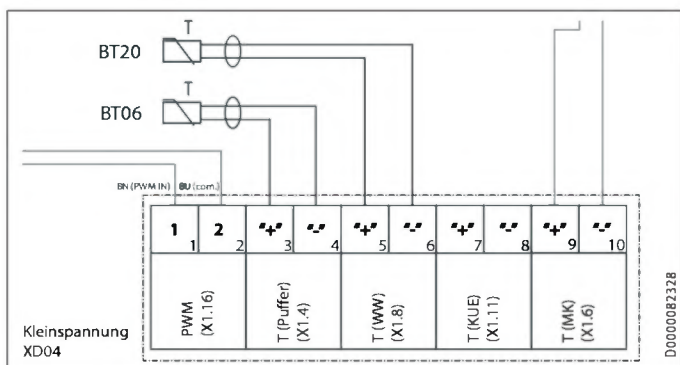 T
BT20
T
BT06
BN (PWM IN) BU (com.)
1 2 "+" "-" "+" "-" "+" "-" "+" "-"
1 2 3 4 5 6 7 8 9 10
PWM
(X1.16)
T (Puffer)
(X1.4)
T (WW)
(X1.8)
T (KUE)
(X1.11)
T (MK)
(X1.6)
Kleinspannung
XD04
D0000082328